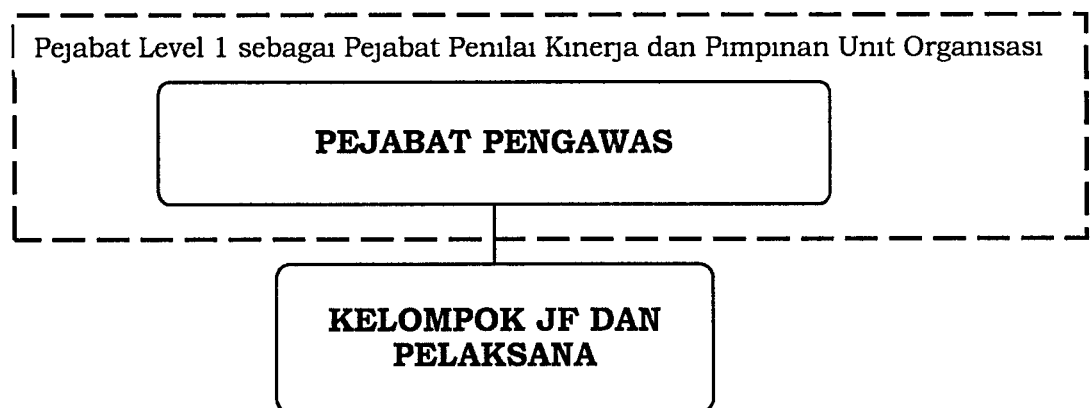 Pejabat Level 1 sebagai Pejabat Penilai Kinerja dan Pimpinan Unit Organisasi
PEJABAT PENGAWAS
KELOMPOK JF DAN
PELAKSANA